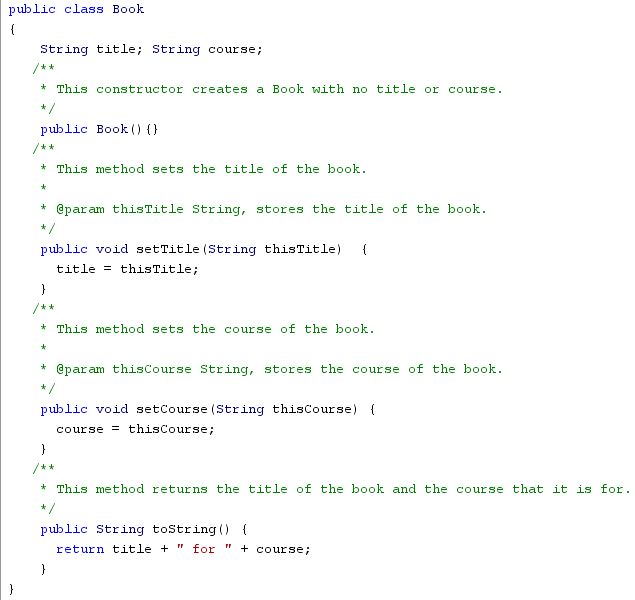 public class Book
{
    String title; String course;
   /**
    * This constructor creates a Book with no title or course.
    */
    public Book(){}
   /**
    * This method sets the title of the book.
    *
    * @param thisTitle String, stores the title of the book.
    */
    public void setTitle(String thisTitle)  {
      title = thisTitle;
    }
   /**
    * This method sets the course of the book.
    *
    * @param thisCourse String, stores the course of the book.
    */
    public void setCourse(String thisCourse) {
      course = thisCourse;
    }
   /**
    * This method returns the title of the book and the course that it is for.
    */
    public String toString() {
      return title + " for " + course;
    }
}